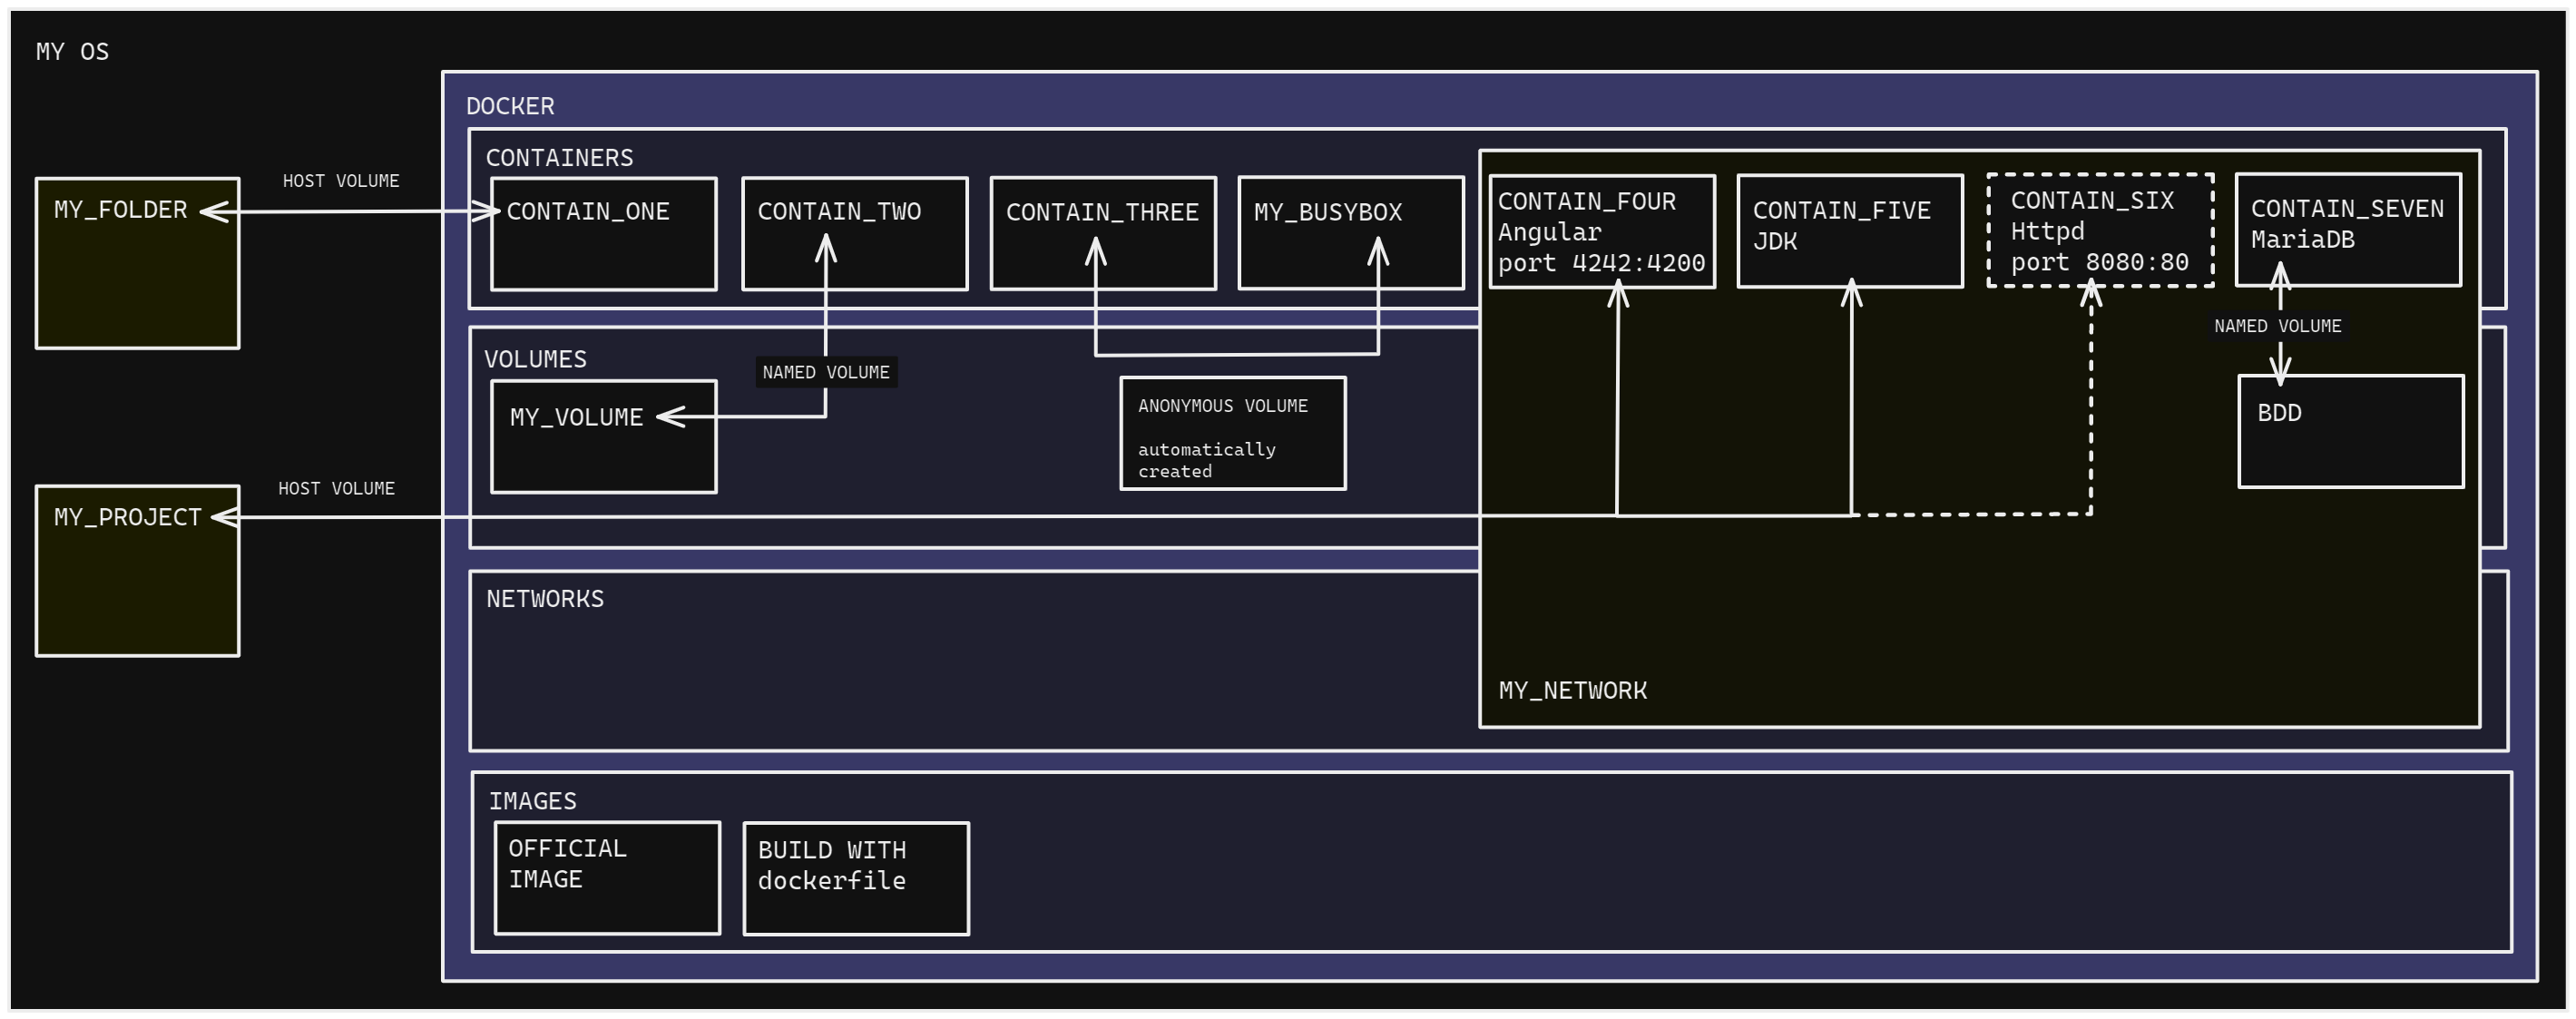 MY OS
DOCKER
CONTAINERS
MY_FOLDER
HOST VOLUME
CONTAIN_ONE
CONTAIN_TWO
CONTAIN_THREE
MY_BUSYBOX
CONTAIN_FOUR
Angular
port 4242:4200
CONTAIN_FIVE
JDK
CONTAIN_SIX
Httpd
port 8080:80
CONTAIN_SEVEN
MariaDB
NAMED VOLUME
VOLUMES
MY_VOLUME
NAMED VOLUME
ANONYMOUS VOLUME
automatically
created
BDD
MY_PROJECT
HOST VOLUME
NETWORKS
MY_NETWORK
IMAGES
OFFICIAL
IMAGE
BUILD WITH
dockerfile